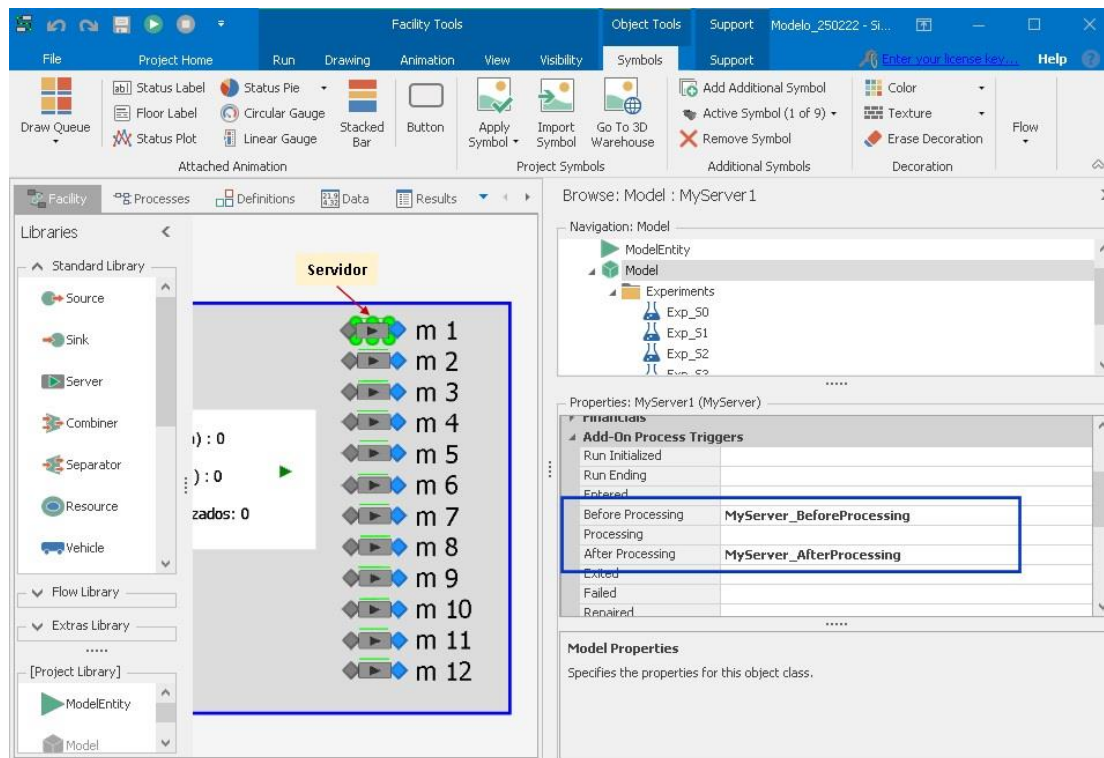 Facility Tools Object Tools Support Modelo_250222 - Si...
File Project Home Run Drawing Animation View Visibility Symbols Support Enter your license key... Help
Draw Queue
Status Label Status Pie
Floor Label Circular Gauge
Status Plot Linear Gauge
Stacked Bar
Button
Attached Animation
Apply Symbol
Import Symbol
Go To 3D Warehouse
Project Symbols
Add Additional Symbol
Active Symbol (1 of 9)
Remove Symbol
Additional Symbols
Color
Texture
Erase Decoration
Decoration
Flow
Facility Processes Definitions Data Results
Libraries
Standard Library
Source
Sink
Server
Combiner
Separator
Resource
Vehicle
Flow Library
Extras Library
[Project Library]
ModelEntity
Model
Servidor
m 1
m 2
m 3
m 4
m 5
m 6
m 7
m 8
m 9
m 10
m 11
m 12
) : 0
) : 0
zados: 0
Browse: Model : MyServer1
Navigation: Model
ModelEntity
Model
Experiments
Exp_S0
Exp_S1
Exp_S2
Exp_S3
Properties: MyServer1 (MyServer)
Financials
Add-On Process Triggers
Run Initialized
Run Ending
Entered
Before Processing MyServer_BeforeProcessing
Processing
After Processing MyServer_AfterProcessing
Exited
Failed
Repaired
Model Properties
Specifies the properties for this object class.